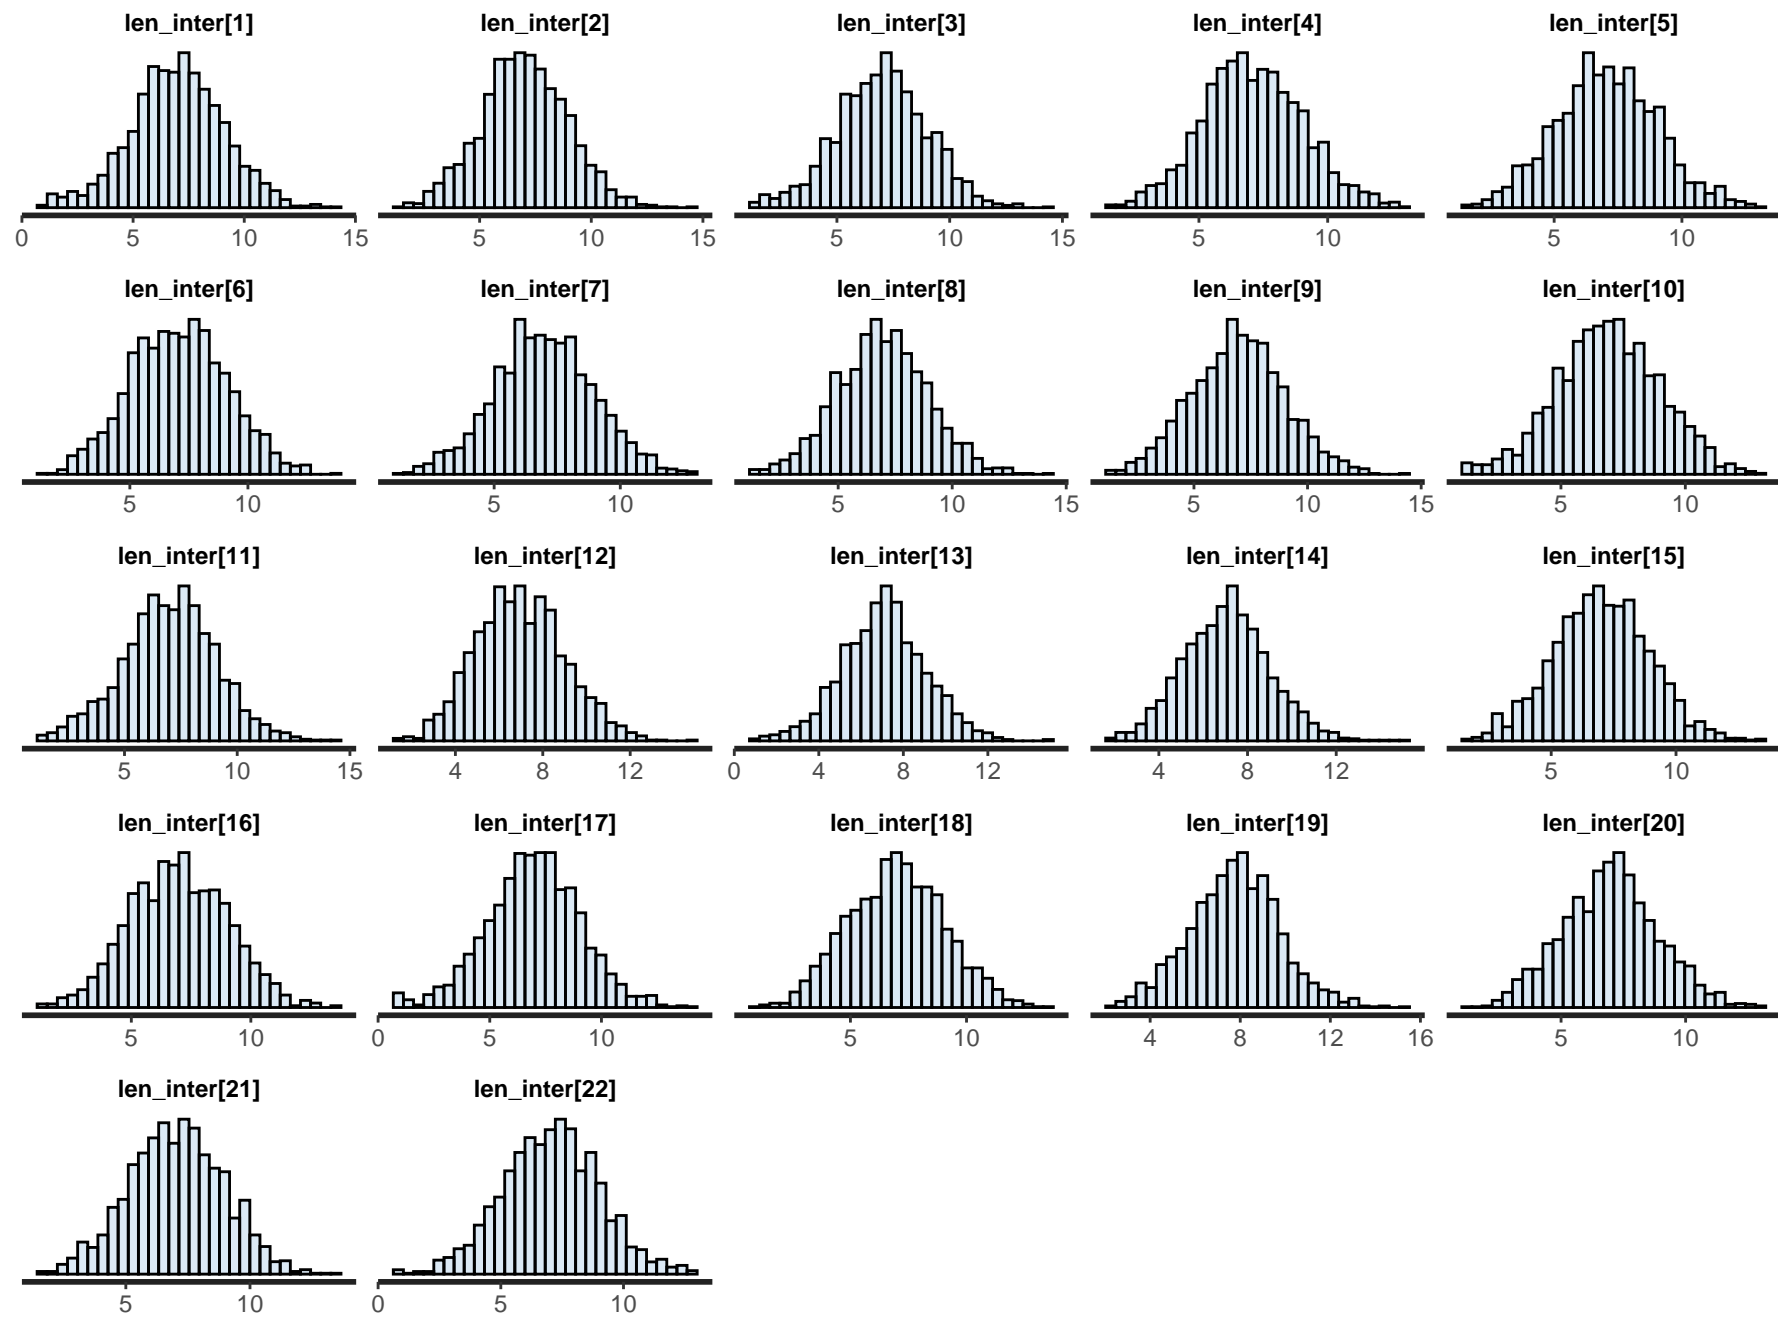 len_inter[1] len_inter[2] len_inter[3] len_inter[4] len_inter[5]
0 5 10 15 5 10 15 5 10 15 5 10 5 10
len_inter[6] len_inter[7] len_inter[8] len_inter[9] len_inter[10]
5 10 5 10 5 10 15 5 10 15 5 10
len_inter[11] len_inter[12] len_inter[13] len_inter[14] len_inter[15]
5 10 15 4 8 12 0 4 8 12 4 8 12 5 10
len_inter[16] len_inter[17] len_inter[18] len_inter[19] len_inter[20]
5 10 0 5 10 5 10 4 8 12 16 5 10
len_inter[21] len_inter[22]
5 10 0 5 10